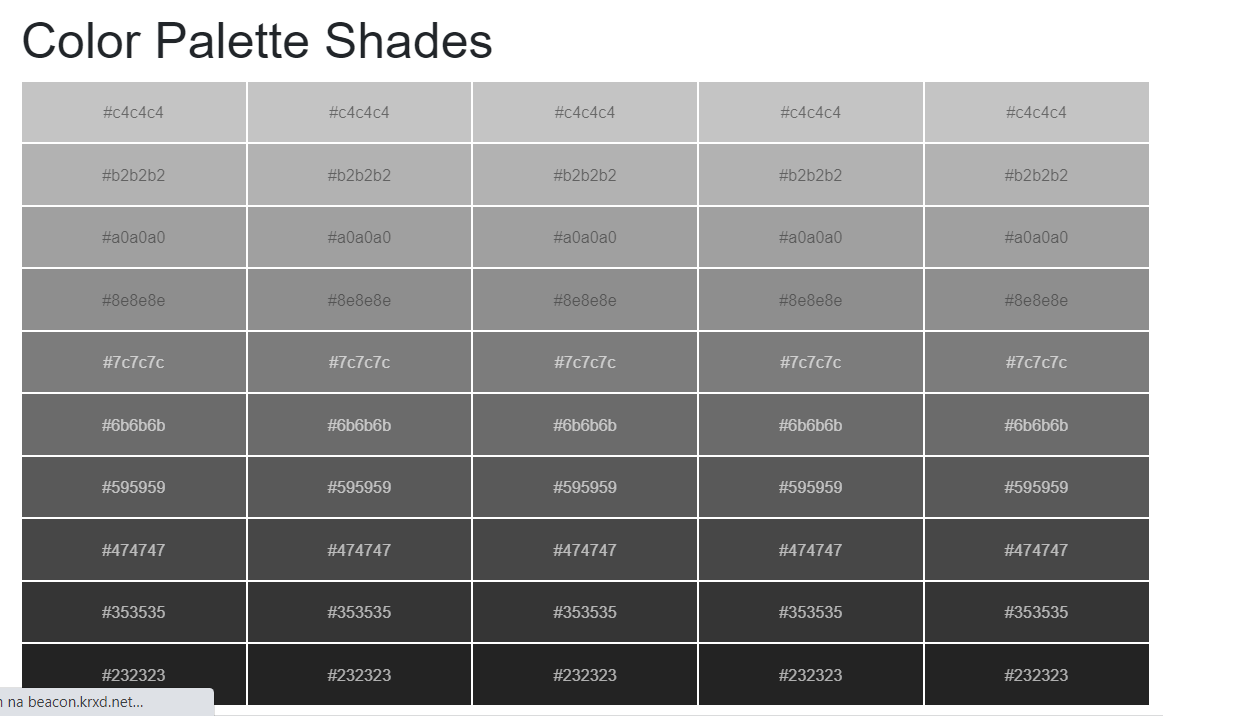 Color Palette Shades
#c4c4c4 #c4c4c4 #c4c4c4 #c4c4c4 #c4c4c4
#b2b2b2 #b2b2b2 #b2b2b2 #b2b2b2 #b2b2b2
#a0a0a0 #a0a0a0 #a0a0a0 #a0a0a0 #a0a0a0
#8e8e8e #8e8e8e #8e8e8e #8e8e8e #8e8e8e
#7c7c7c #7c7c7c #7c7c7c #7c7c7c #7c7c7c
#6b6b6b #6b6b6b #6b6b6b #6b6b6b #6b6b6b
#595959 #595959 #595959 #595959 #595959
#474747 #474747 #474747 #474747 #474747
#353535 #353535 #353535 #353535 #353535
#232323 #232323 #232323 #232323 #232323
na beacon.krxd.net...